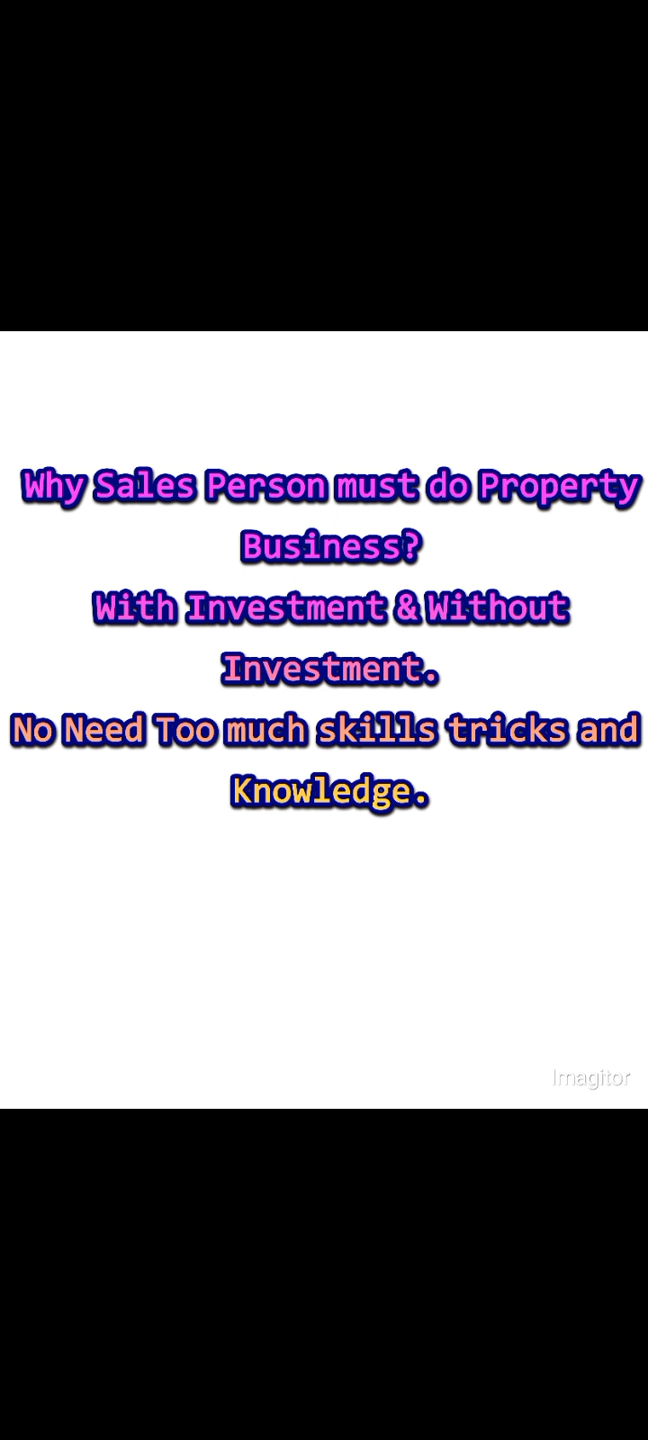 Why Sales Person must do Property
Business?
With Investment & Without
Investment.
No Need Too much skills tricks and
Knowledge.
Imagitor